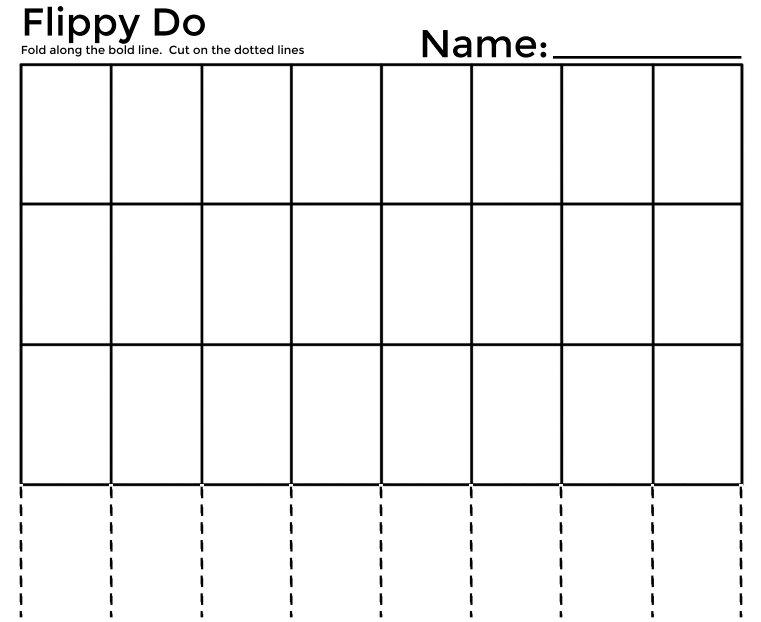 Flippy Do
Fold along the bold line.  Cut on the dotted lines
Name: